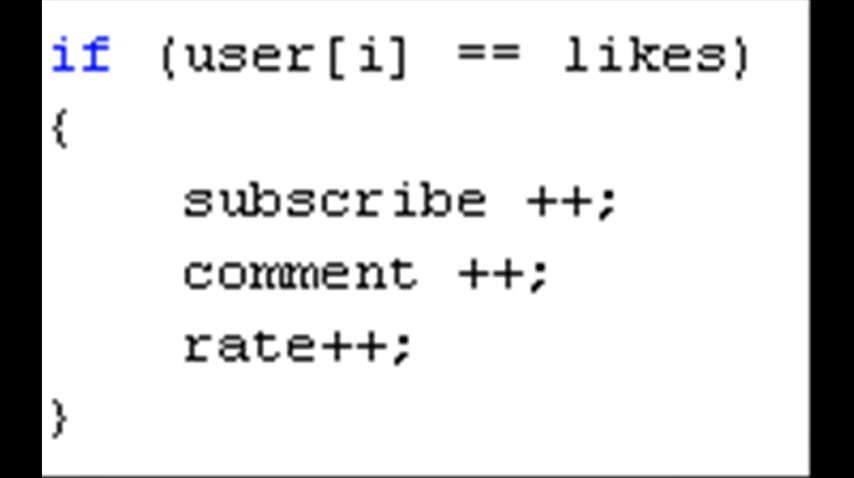 if (user[i] == likes)
{
subscribe ++;
comment ++;
rate++;
}